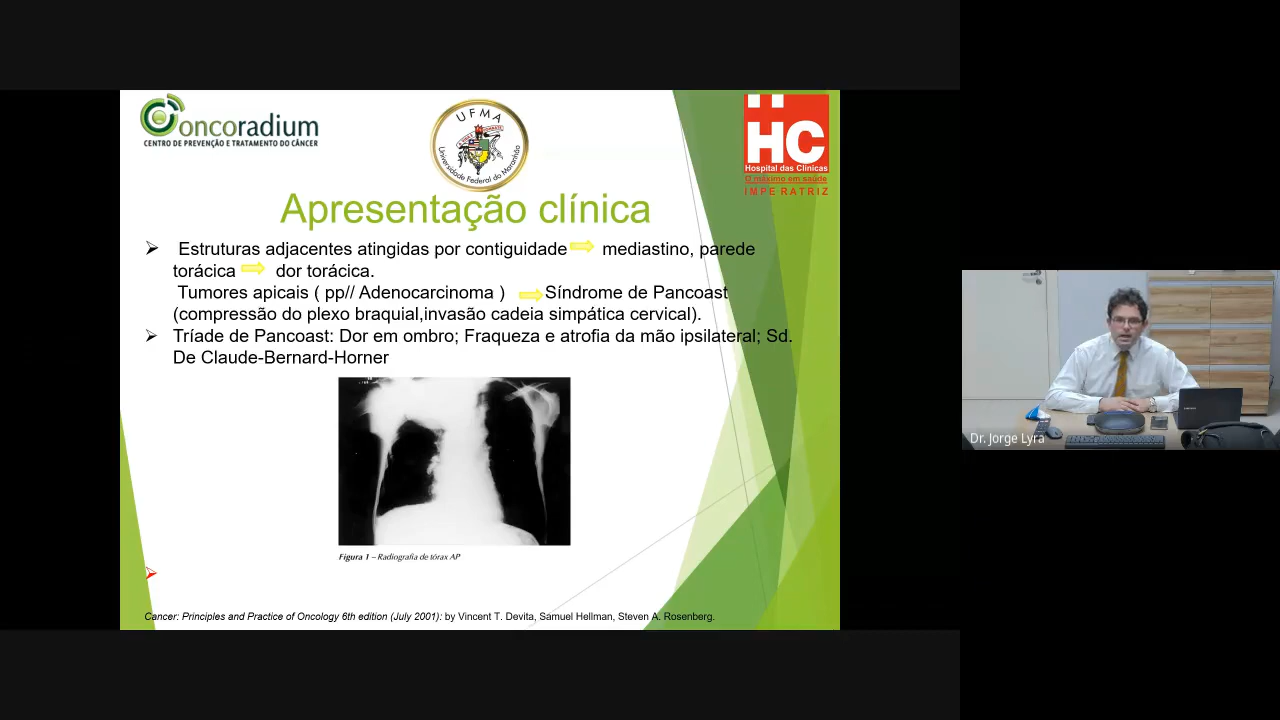 oncoradium
CENTRO DE PREVENÇÃO E TRATAMENTO DO CÂNCER
UFMA
Universidade Federal do Maranhão
HC
Hospital das Clínicas
O máximo em saúde
IMPERATRIZ
Apresentação clínica
Estruturas adjacentes atingidas por contiguidade mediastino, parede
torácica dor torácica.
Tumores apicais ( pp// Adenocarcinoma ) Síndrome de Pancoast
(compressão do plexo braquial,invasão cadeia simpática cervical).
Tríade de Pancoast: Dor em ombro; Fraqueza e atrofia da mão ipsilateral; Sd.
De Claude-Bernard-Horner
Figura 1 – Radiografia de tórax AP
Cancer: Principles and Practice of Oncology 6th edition (July 2001): by Vincent T. Devita, Samuel Hellman, Steven A. Rosenberg.
Dr. Jorge Lyra